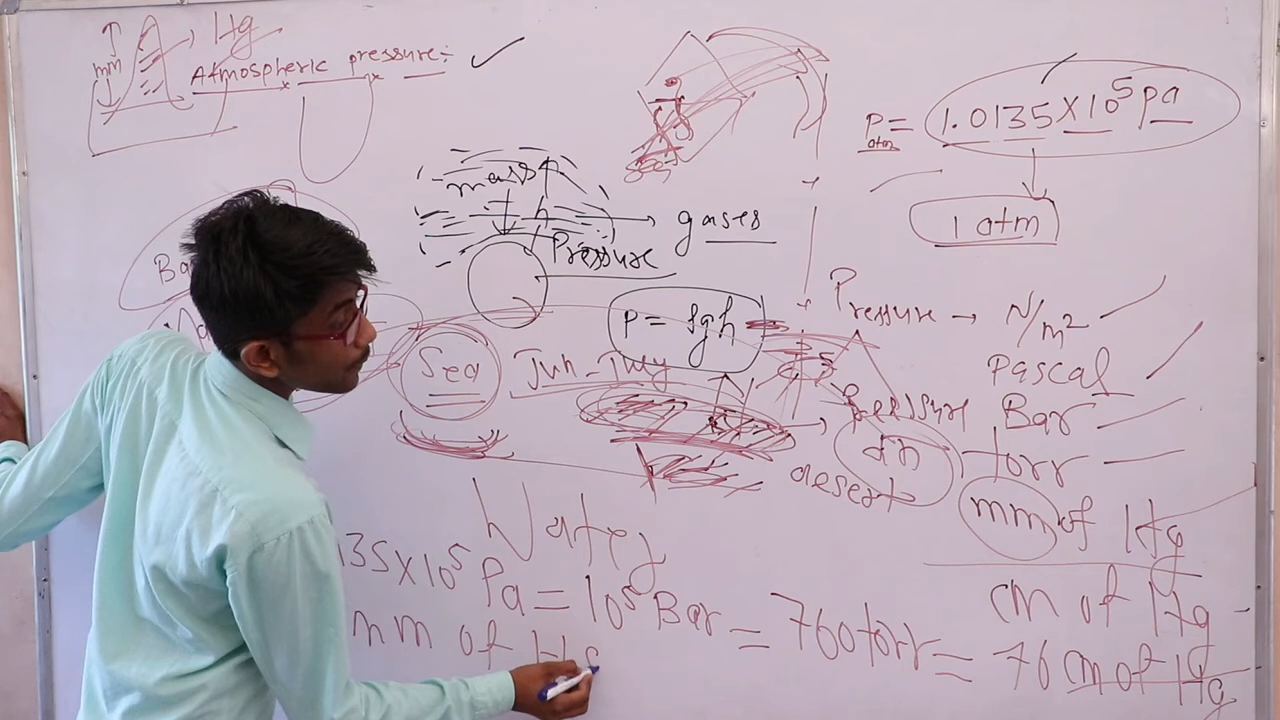 Hg
mm
Atmospheric pressure:
P atm = 1.0135×10⁵ Pa
1 atm
mass
h
gases
Pressure
P = ρgh
Pressure → N/m²
Pascal
Bar
torr
mm of Hg
cm of Hg
Ba
Sea
Jun-July
desert
Water
135×10⁵ Pa = 10⁵ Bar = 760 torr = 76 cm of Hg
mm of Hg